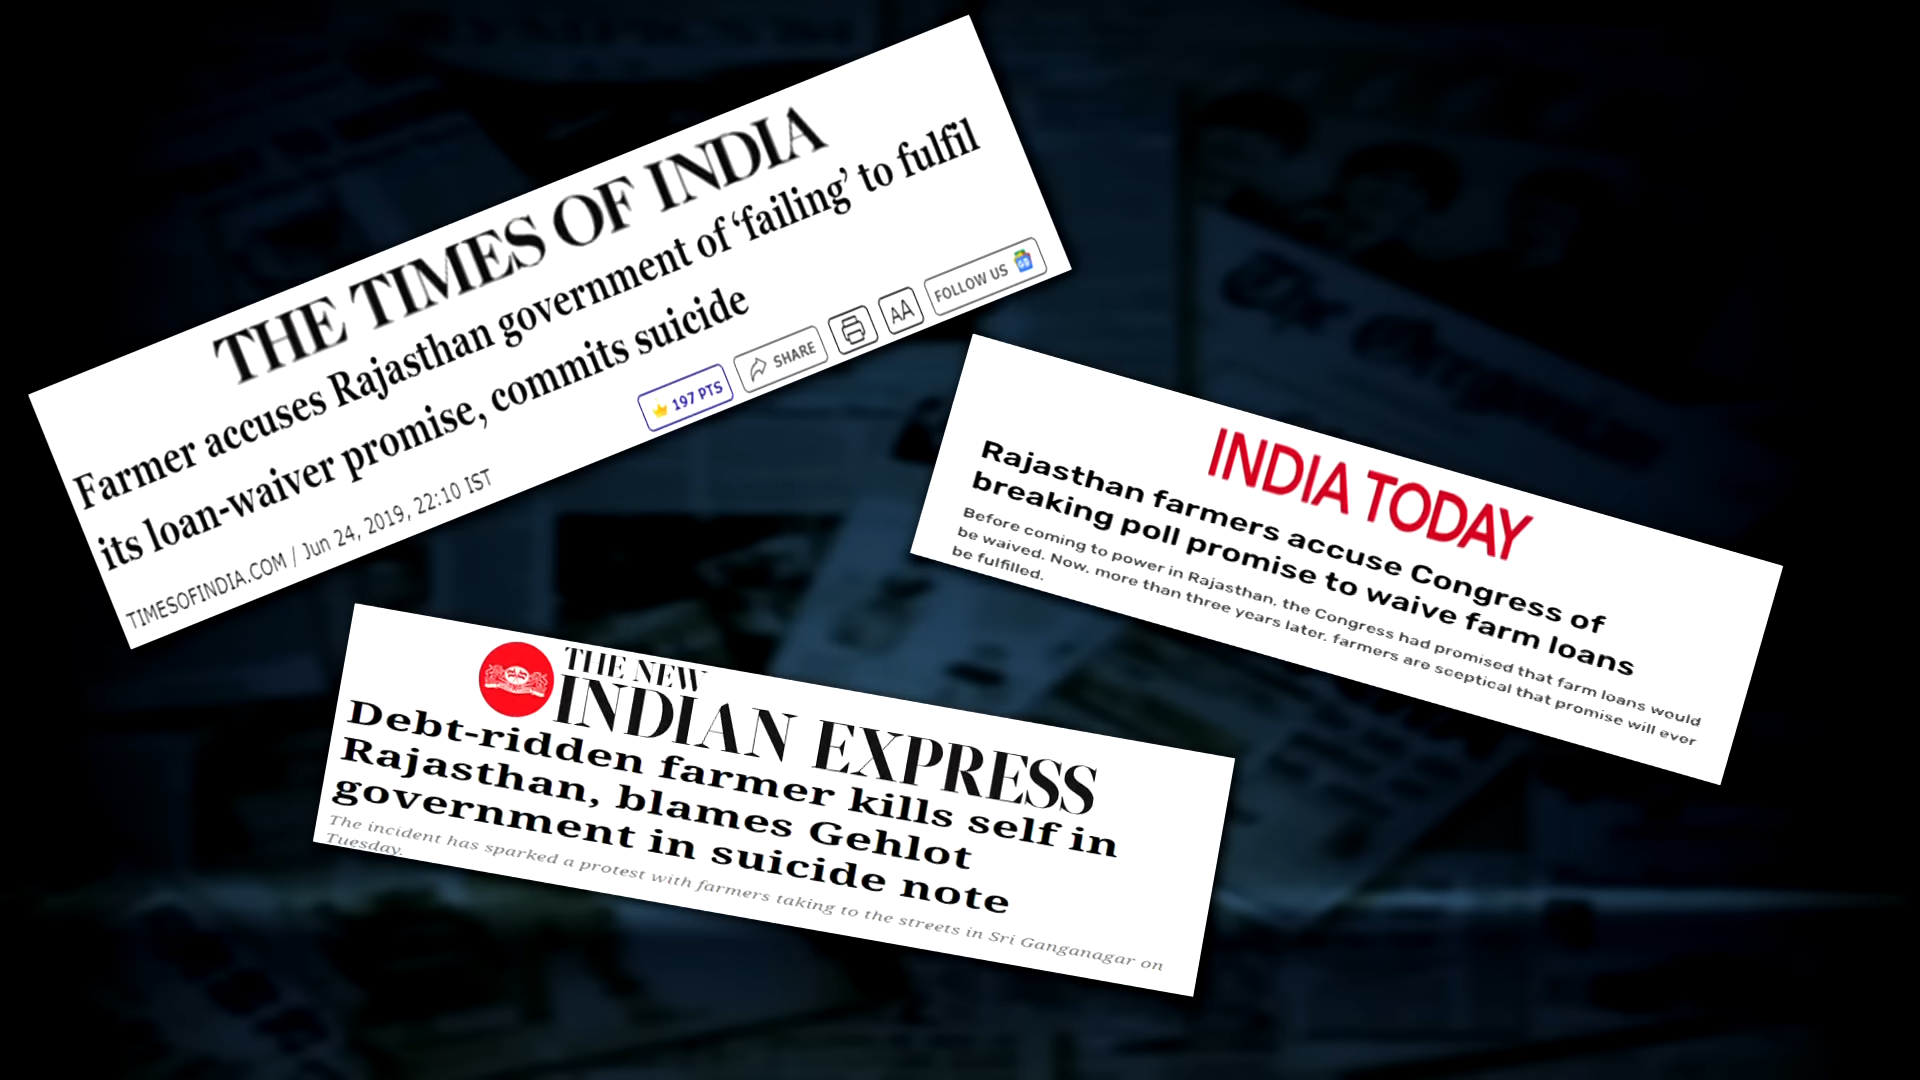 THE TIMES OF INDIA
Farmer accuses Rajasthan government of ‘failing’ to fulfil
its loan-waiver promise, commits suicide
TIMESOFINDIA.COM / Jun 24, 2019, 22:10 IST
197 PTS
SHARE
AA
FOLLOW US
INDIA TODAY
Rajasthan farmers accuse Congress of
breaking poll promise to waive farm loans
Before coming to power in Rajasthan, the Congress had promised that farm loans would
be waived. Now, more than three years later, farmers are sceptical that promise will ever
be fulfilled.
THE NEW
INDIAN EXPRESS
Debt-ridden farmer kills self in
Rajasthan, blames Gehlot
government in suicide note
The incident has sparked a protest with farmers taking to the streets in Sri Ganganagar on
Tuesday.